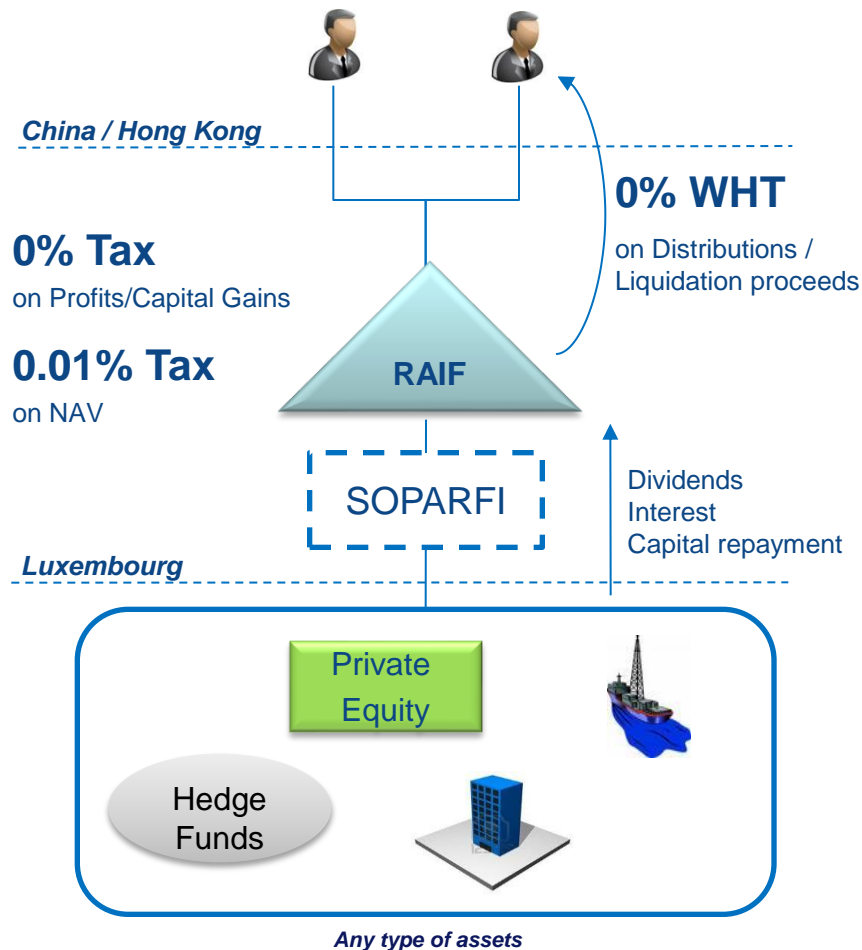 China / Hong Kong
0% WHT
on Distributions /
Liquidation proceeds
0% Tax
on Profits/Capital Gains
0.01% Tax
on NAV
RAIF
SOPARFI
Dividends
Interest
Capital repayment
Luxembourg
Private
Equity
Hedge
Funds
Any type of assets